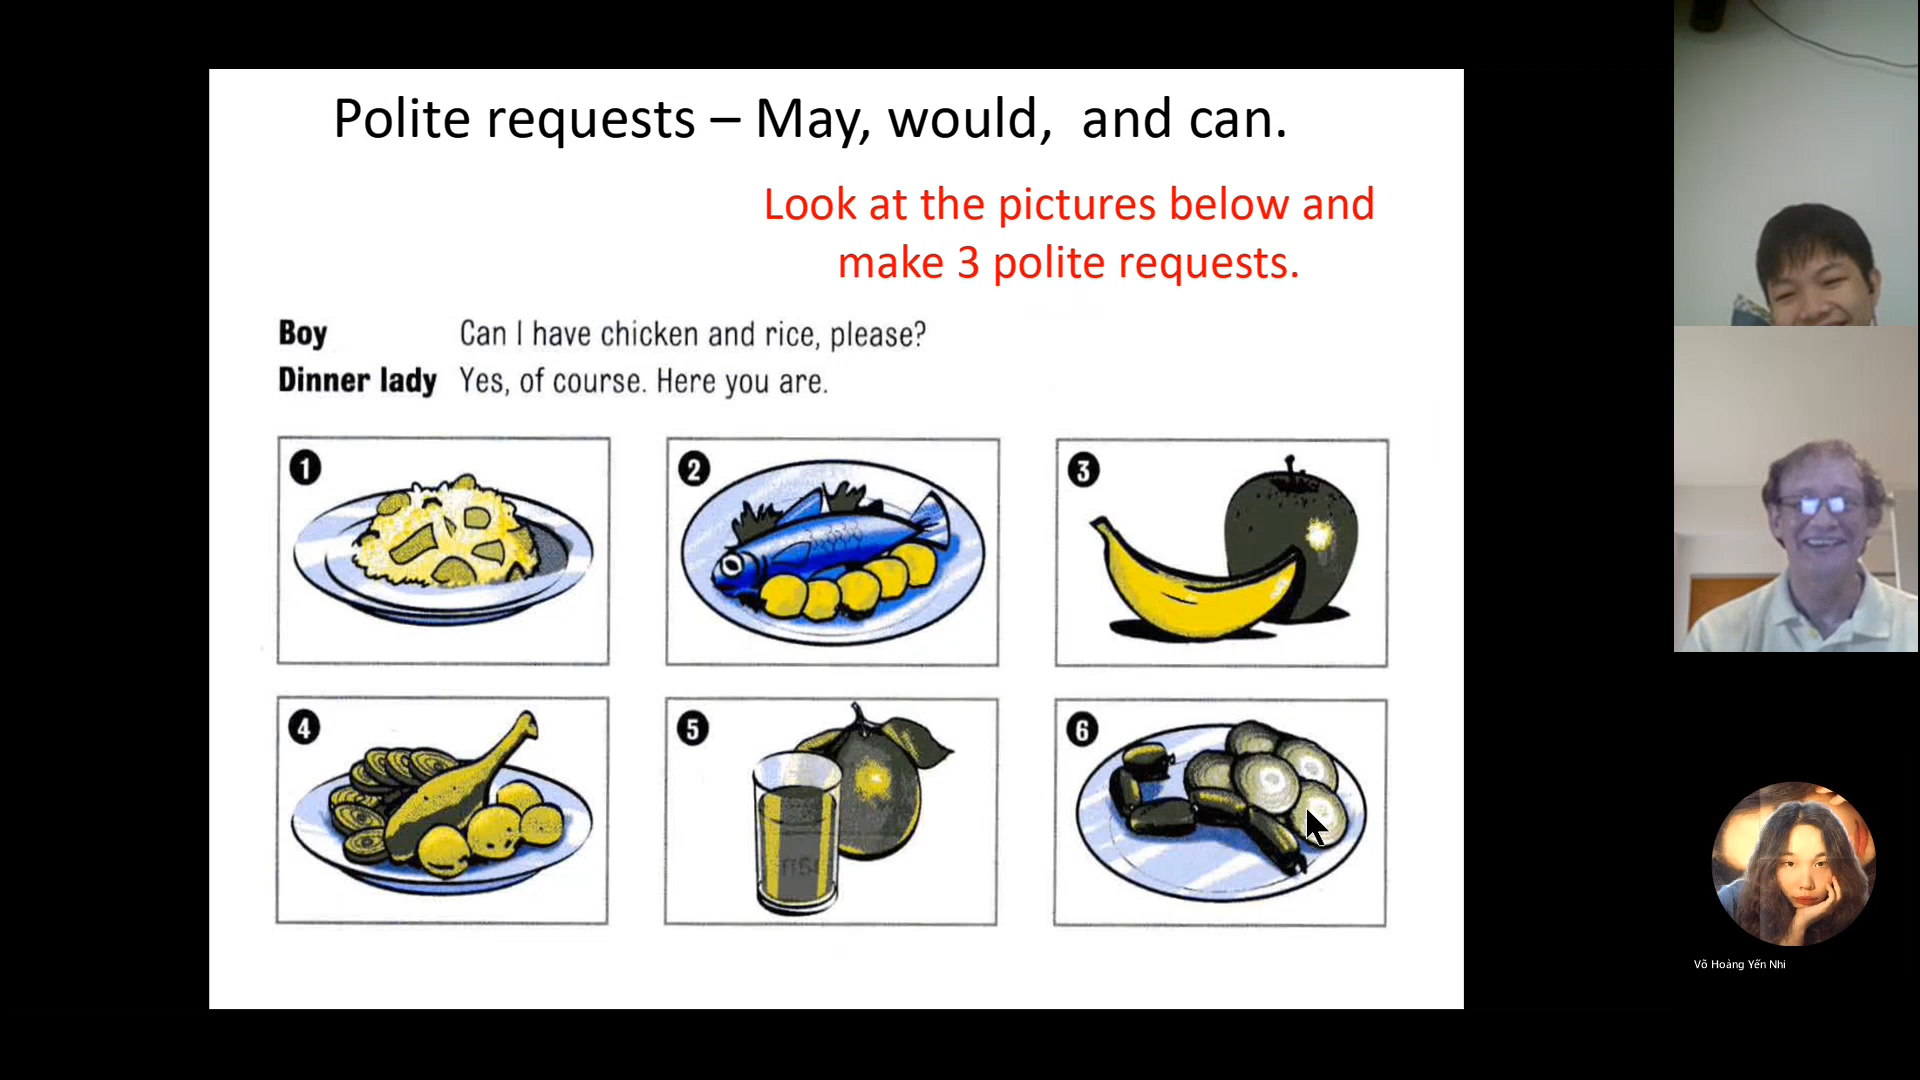 Polite requests – May, would,  and can.
Look at the pictures below and
make 3 polite requests.
Boy Can I have chicken and rice, please?
Dinner lady Yes, of course. Here you are.
1
2
3
4
5
6
Võ Hoàng Yến Nhi